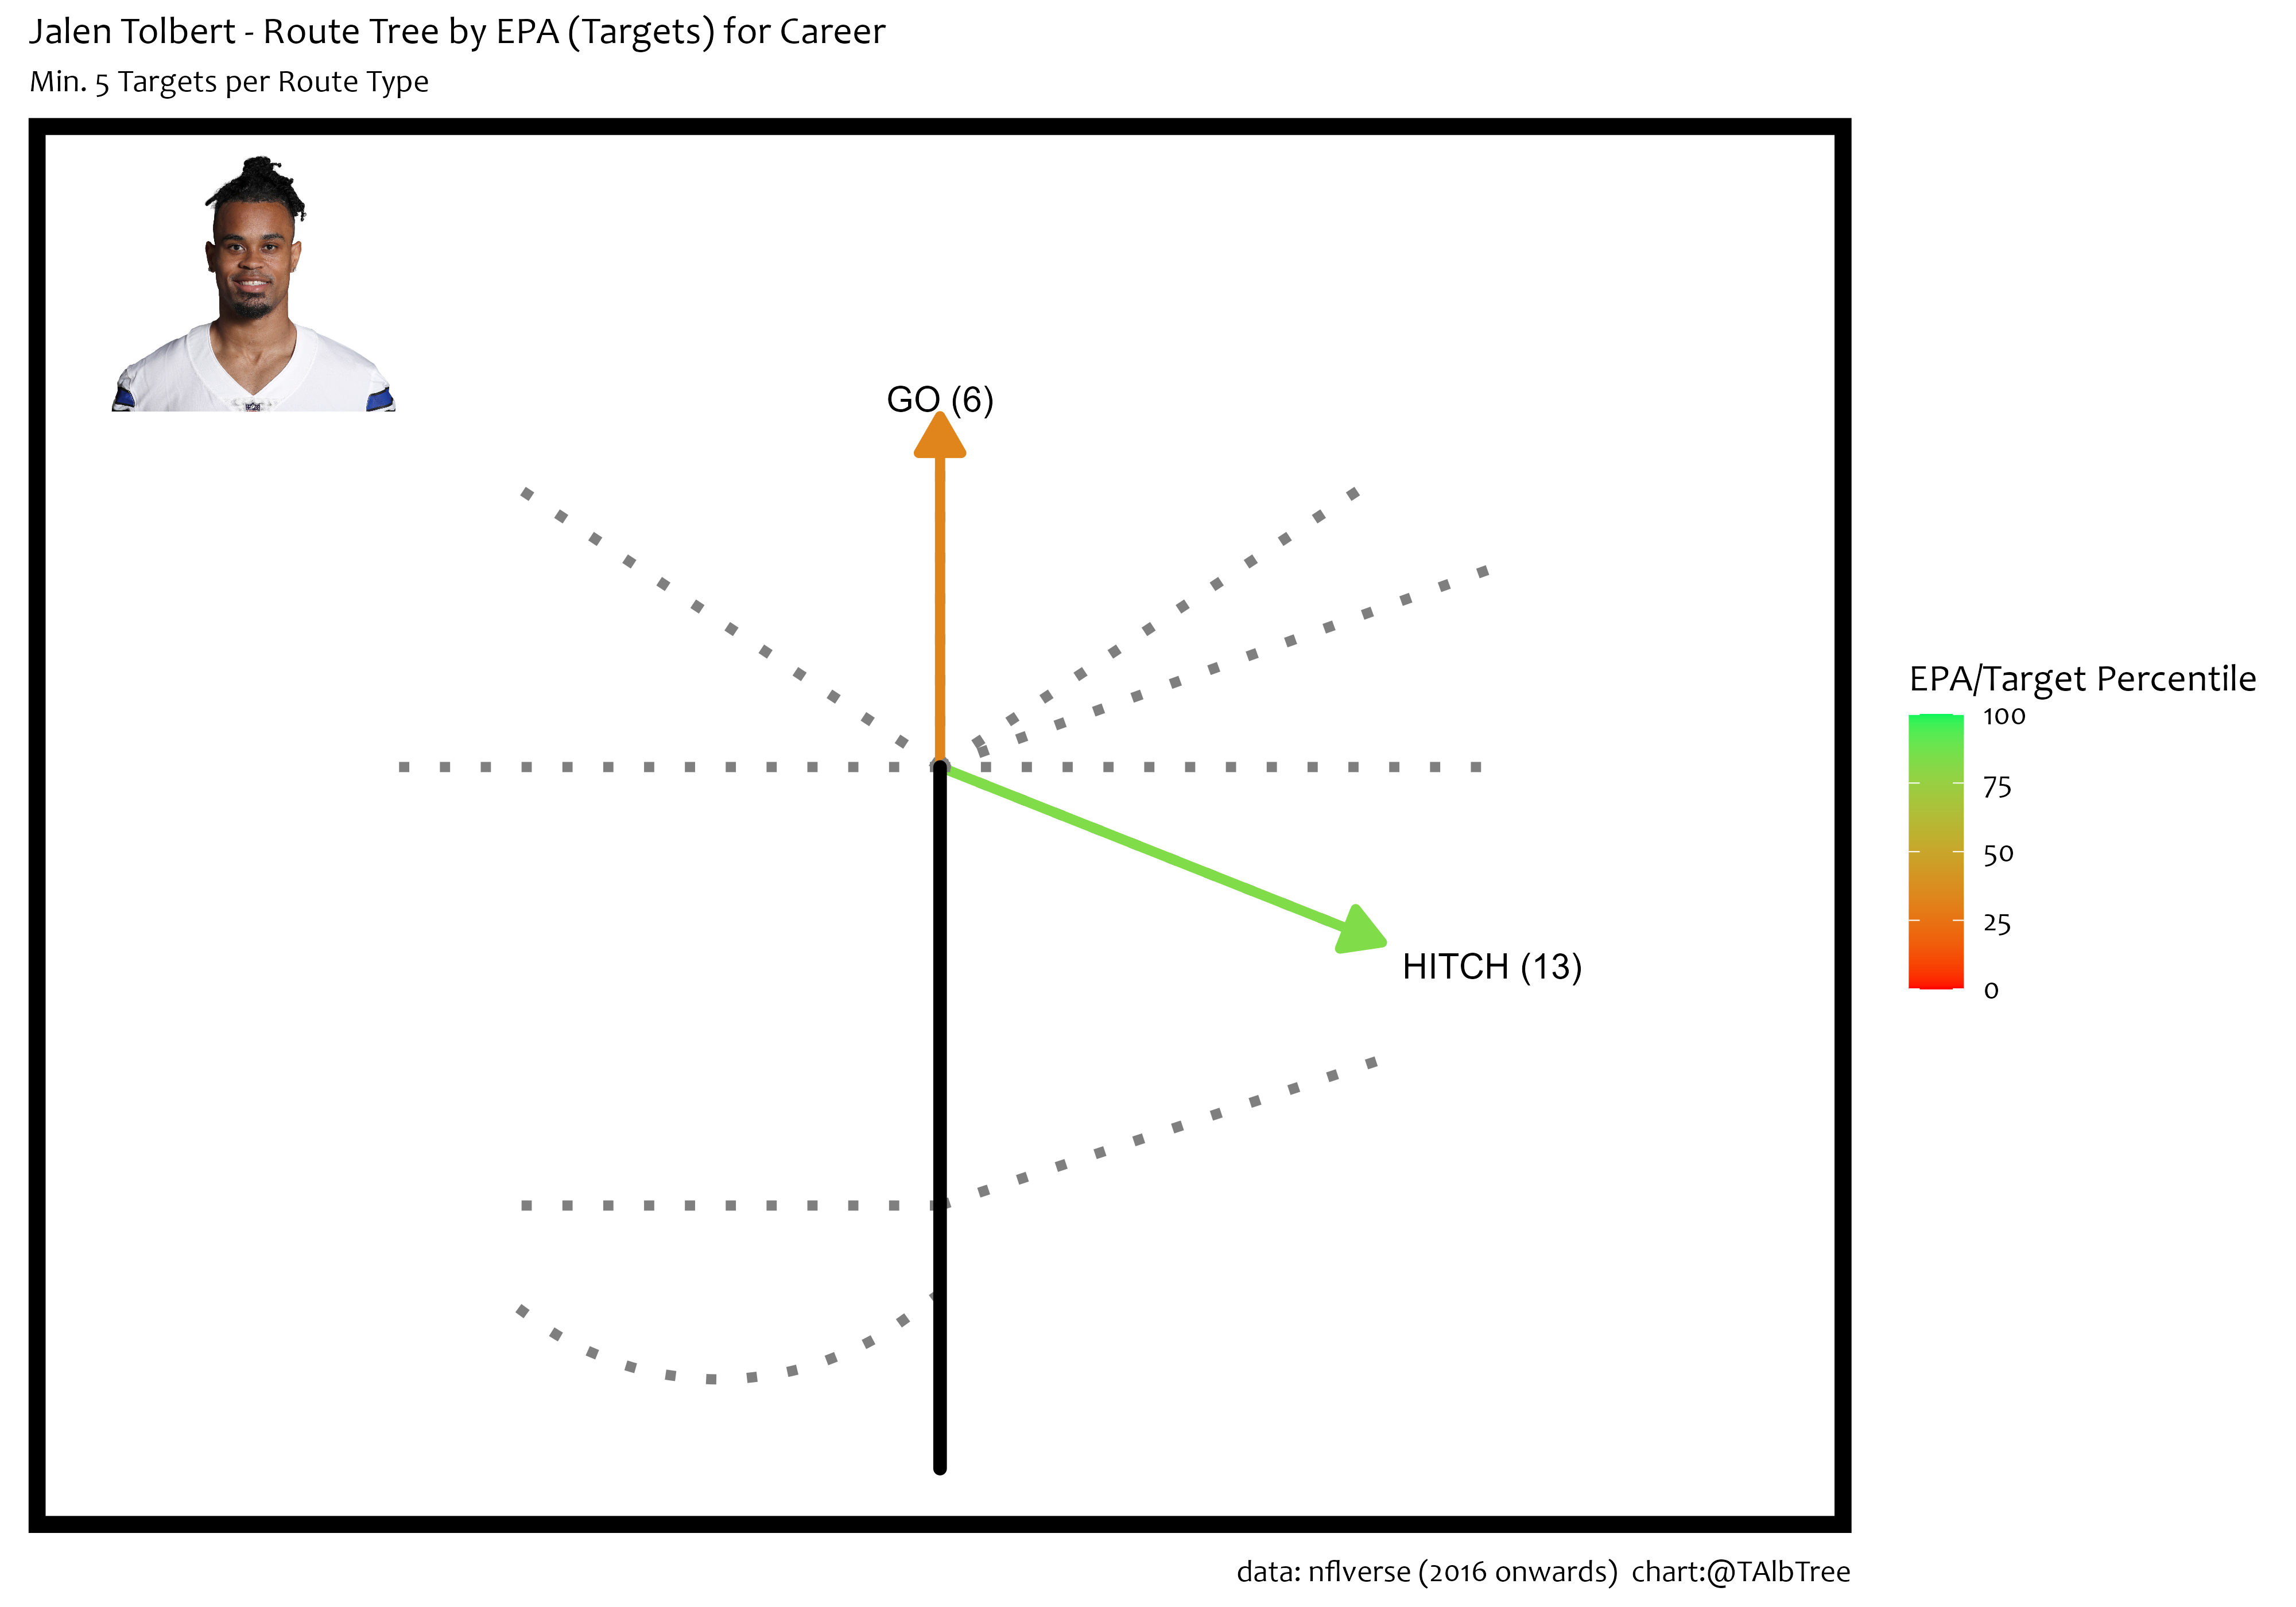 Jalen Tolbert - Route Tree by EPA (Targets) for Career
Min. 5 Targets per Route Type
GO (6)
HITCH (13)
EPA/Target Percentile
100
75
50
25
0
data: nflverse (2016 onwards)  chart:@TAlbTree